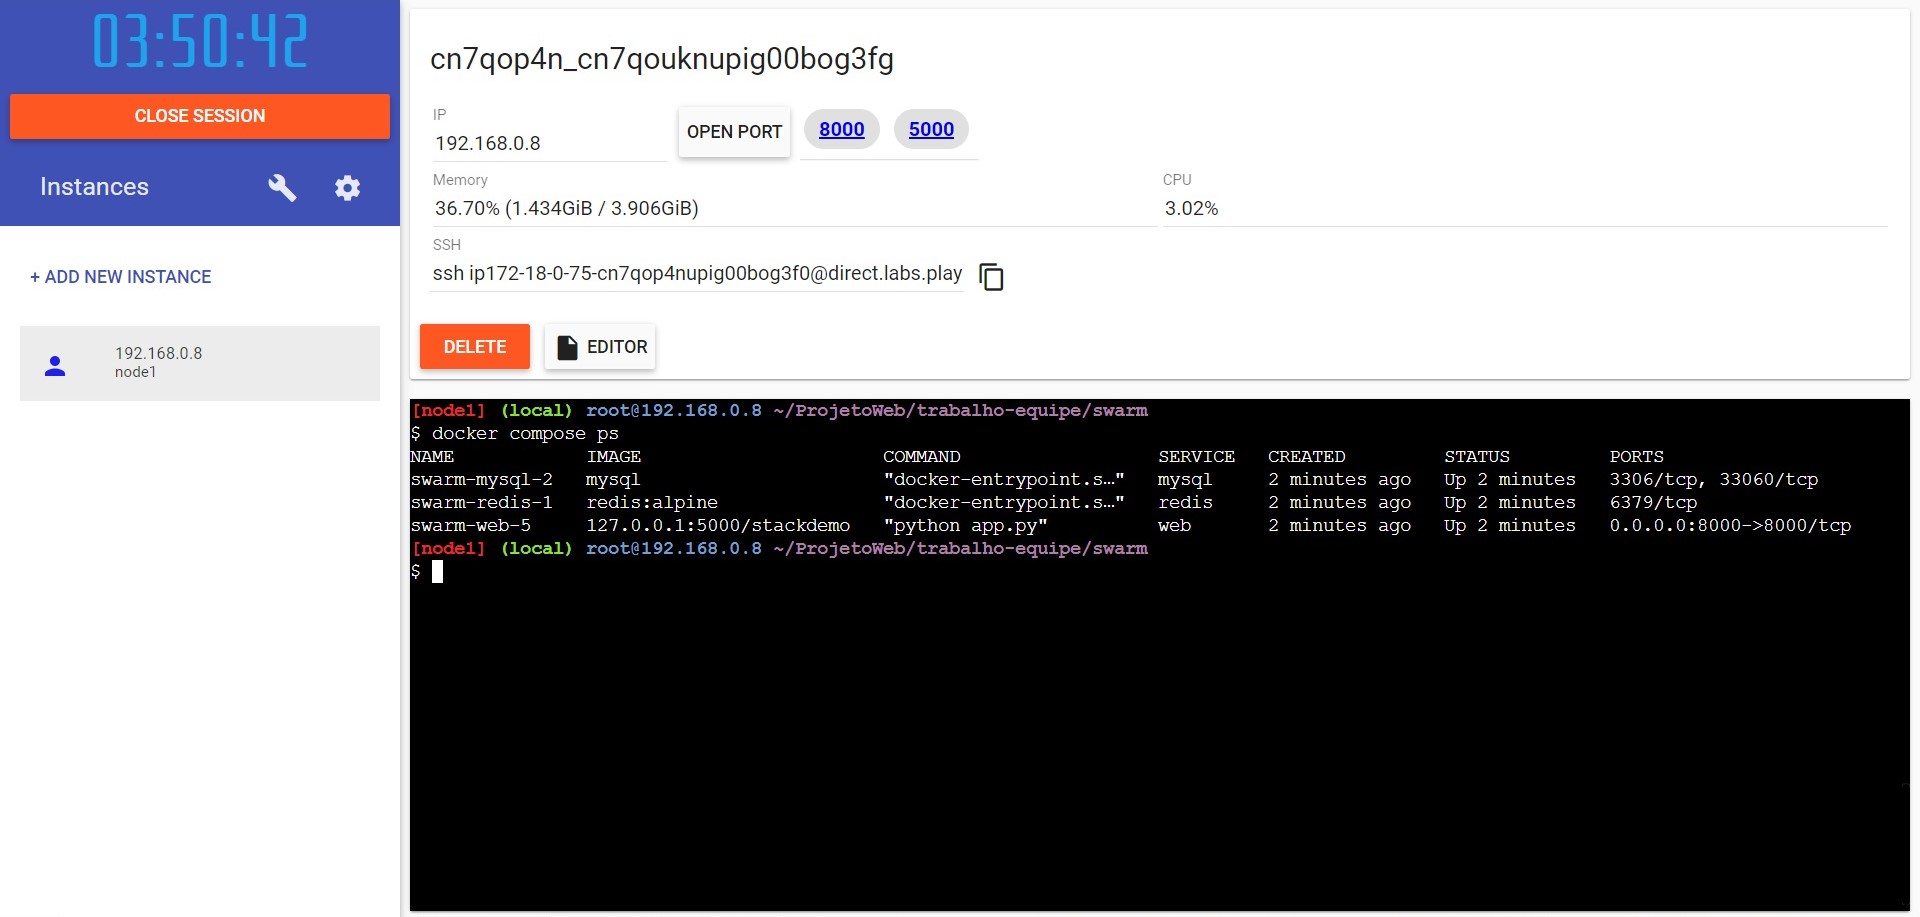 03:50:42
CLOSE SESSION
Instances
+ ADD NEW INSTANCE
192.168.0.8
node1
cn7qop4n_cn7qouknupig00bog3fg
IP
192.168.0.8
OPEN PORT
8000
5000
Memory
36.70% (1.434GiB / 3.906GiB)
CPU
3.02%
SSH
ssh ip172-18-0-75-cn7qop4nupig00bog3f0@direct.labs.play
DELETE
EDITOR
[node1] (local) root@192.168.0.8 ~/ProjetoWeb/trabalho-equipe/swarm
$ docker compose ps
NAME IMAGE COMMAND SERVICE CREATED STATUS PORTS
swarm-mysql-2 mysql "docker-entrypoint.s…" mysql 2 minutes ago Up 2 minutes 3306/tcp, 33060/tcp
swarm-redis-1 redis:alpine "docker-entrypoint.s…" redis 2 minutes ago Up 2 minutes 6379/tcp
swarm-web-5 127.0.0.1:5000/stackdemo "python app.py" web 2 minutes ago Up 2 minutes 0.0.0.0:8000->8000/tcp
[node1] (local) root@192.168.0.8 ~/ProjetoWeb/trabalho-equipe/swarm
$